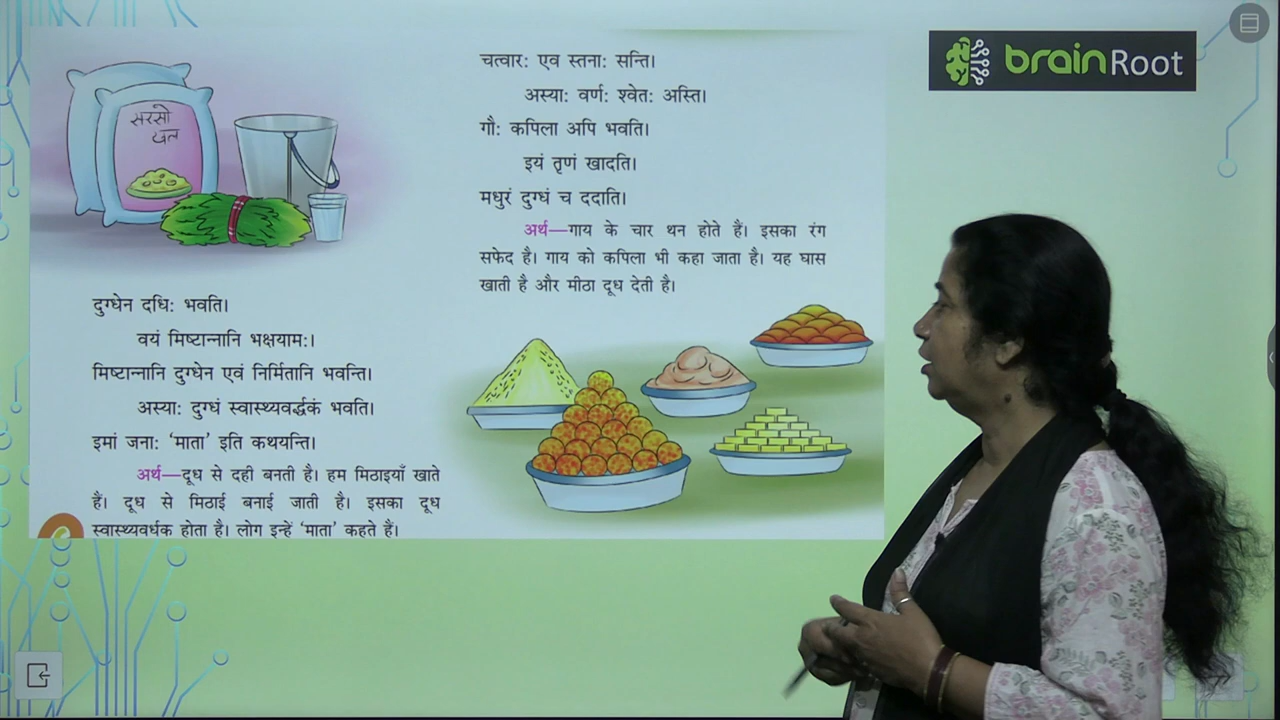 brainRoot
सरसो
खल
चत्वार: एव स्तना: सन्ति।
अस्या: वर्ण: श्वेत: अस्ति।
गौ: कपिला अपि भवति।
इयं तृणं खादति।
मधुरं दुग्धं च ददाति।
अर्थ—गाय के चार थन होते हैं। इसका रंग
सफेद है। गाय को कपिला भी कहा जाता है। यह घास
खाती है और मीठा दूध देती है।
दुग्धेन दधि: भवति।
वयं मिष्टान्नानि भक्षयाम:।
मिष्टान्नानि दुग्धेन एवं निर्मितानि भवन्ति।
अस्या: दुग्धं स्वास्थ्यवर्द्धकं भवति।
इमां जना: ‘माता’ इति कथयन्ति।
अर्थ—दूध से दही बनती है। हम मिठाइयाँ खाते
हैं। दूध से मिठाई बनाई जाती है। इसका दूध
स्वास्थ्यवर्धक होता है। लोग इन्हें ‘माता’ कहते हैं।